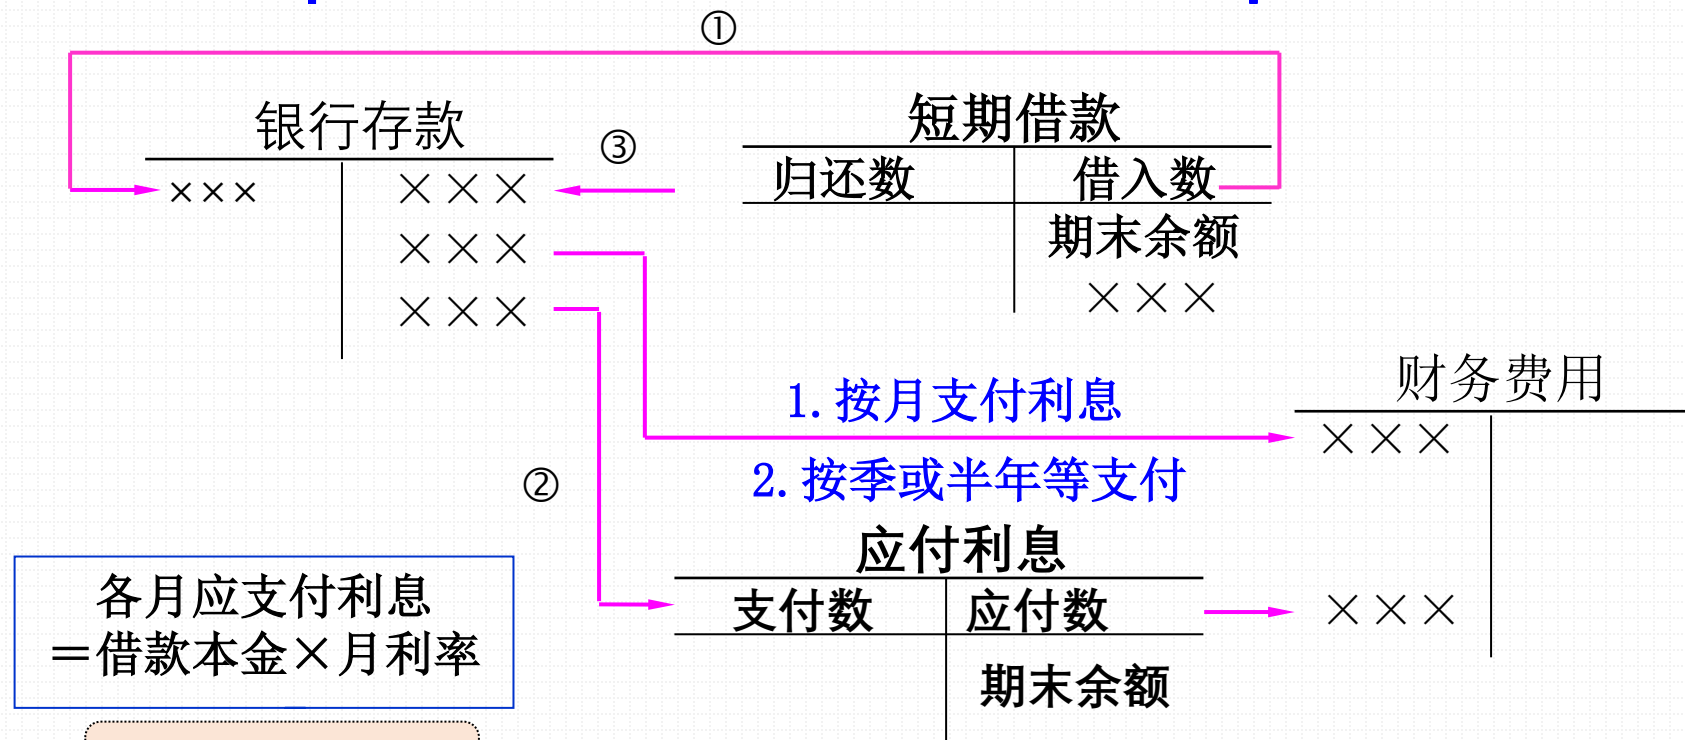 ①
银行存款
短期借款
③
归还数
借入数
×××
×××
期末余额
×××
×××
×××
财务费用
1.按月支付利息
×××
2.按季或半年等支付
②
应付利息
各月应支付利息
＝借款本金×月利率
支付数
应付数
×××
期末余额